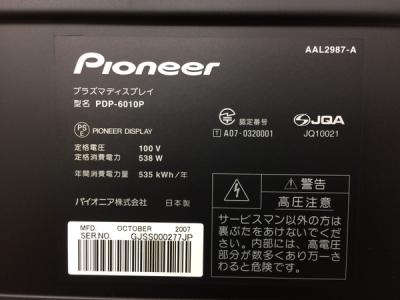 AAL2987-A
Pioneer
プラズマディスプレイ
型名 PDP-6010P
認定番号
T A07-0320001
JQA
JQ10021
PS E PIONEER DISPLAY
定格電圧 100 V
定格消費電力 538 W
年間消費電力量 535 kWh/年
パイオニア株式会社 日本製
警告
高圧注意
サービスマン以外の方は
裏ぶたをあけないでくだ
さい。内部には、高電圧
部分が数多くあり万一さ
わると危険です。
MFD. OCTOBER 2007
SER.NO. GJSS000277JP